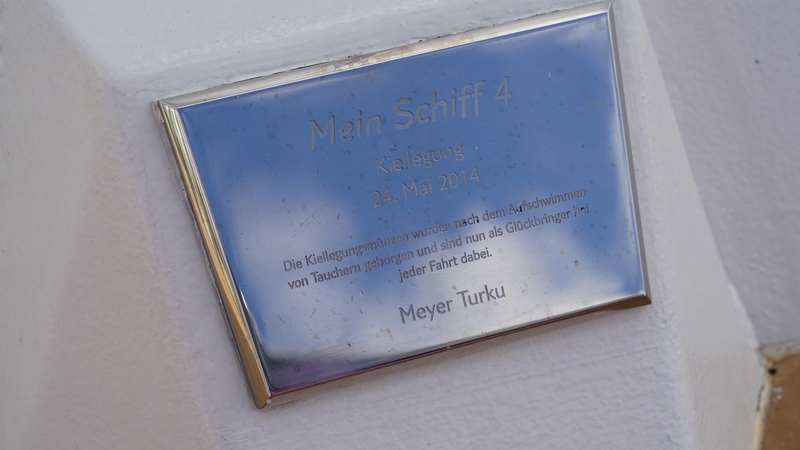 Mein Schiff 4
Kiellegung
24. Mai 2014
Die Kiellegungsmünzen wurden nach dem Aufschwimmen
von Tauchern geborgen und sind nun als Glückbringer bei
jeder Fahrt dabei.
Meyer Turku